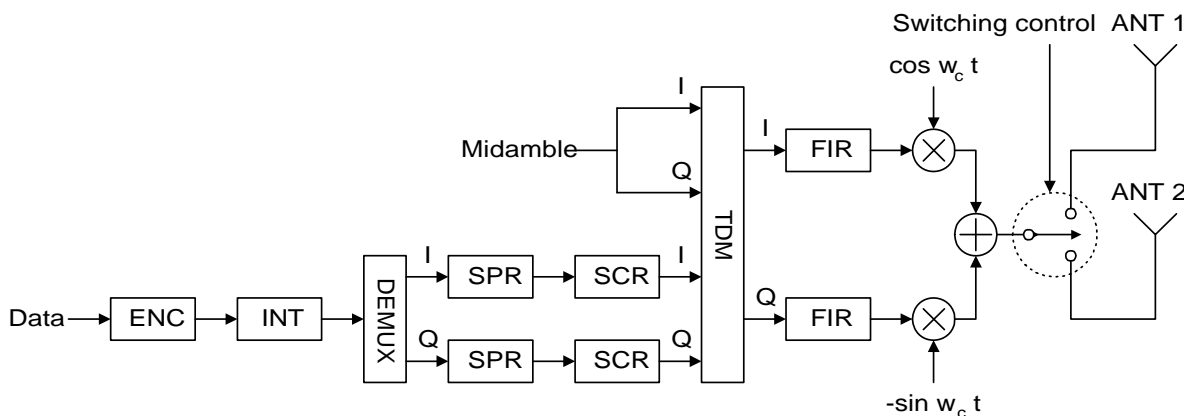 Switching control ANT 1
cos w_c t
I
I
Midamble
FIR
Q
ANT 2
TDM
I
I
SPR
SCR
DEMUX
Q
Data
ENC
INT
FIR
Q
Q
SPR
SCR
-sin w_c t